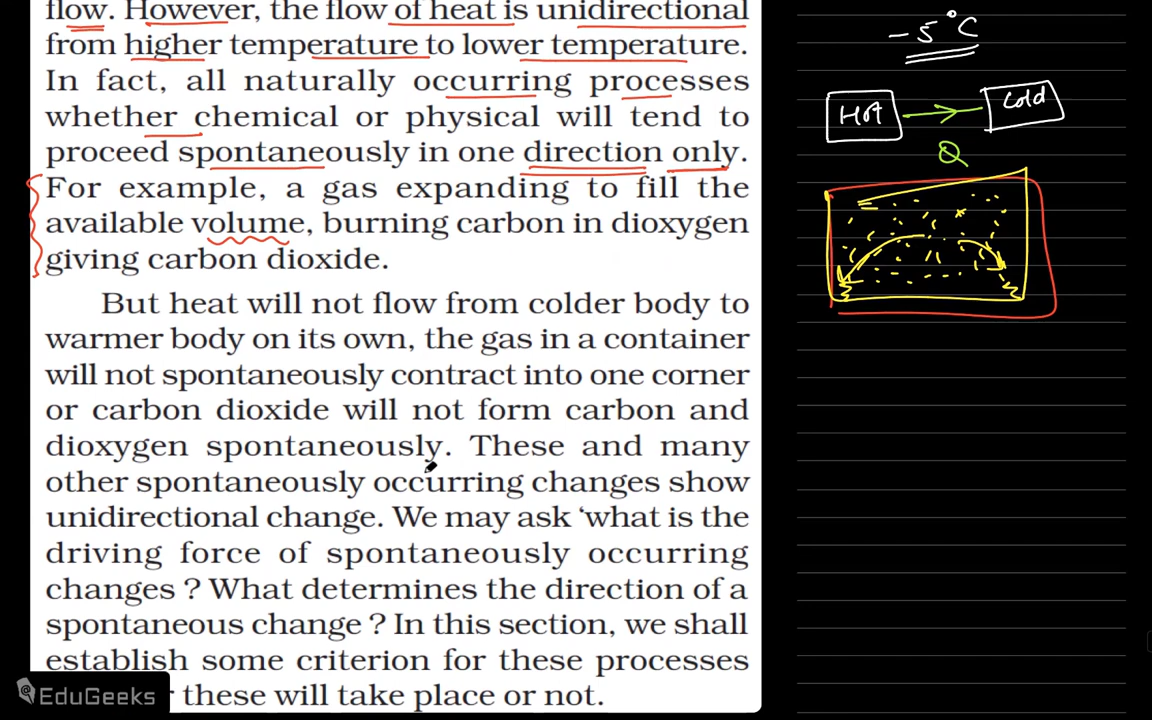 flow. However, the flow of heat is unidirectional
from higher temperature to lower temperature.
In fact, all naturally occurring processes
whether chemical or physical will tend to
proceed spontaneously in one direction only.
For example, a gas expanding to fill the
available volume, burning carbon in dioxygen
giving carbon dioxide.
But heat will not flow from colder body to
warmer body on its own, the gas in a container
will not spontaneously contract into one corner
or carbon dioxide will not form carbon and
dioxygen spontaneously. These and many
other spontaneously occurring changes show
unidirectional change. We may ask ‘what is the
driving force of spontaneously occurring
changes ? What determines the direction of a
spontaneous change ? In this section, we shall
establish some criterion for these processes
these will take place or not.
EduGeeks
-5°C
Hot
Cold
Q